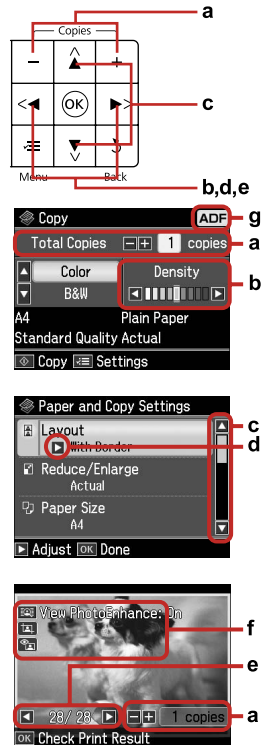 a
Copies
− +
c
< OK >
Menu Back
b,d,e
Copy ADF g
Total Copies − + 1 copies a
Color Density
b
B&W
A4 Plain Paper
Standard Quality Actual
Copy Settings
Paper and Copy Settings
Layout c
With Border d
Reduce/Enlarge
Actual
Paper Size
A4
Adjust OK Done
View PhotoEnhance: On
f
e
28/ 28 − + 1 copies a
OK Check Print Result